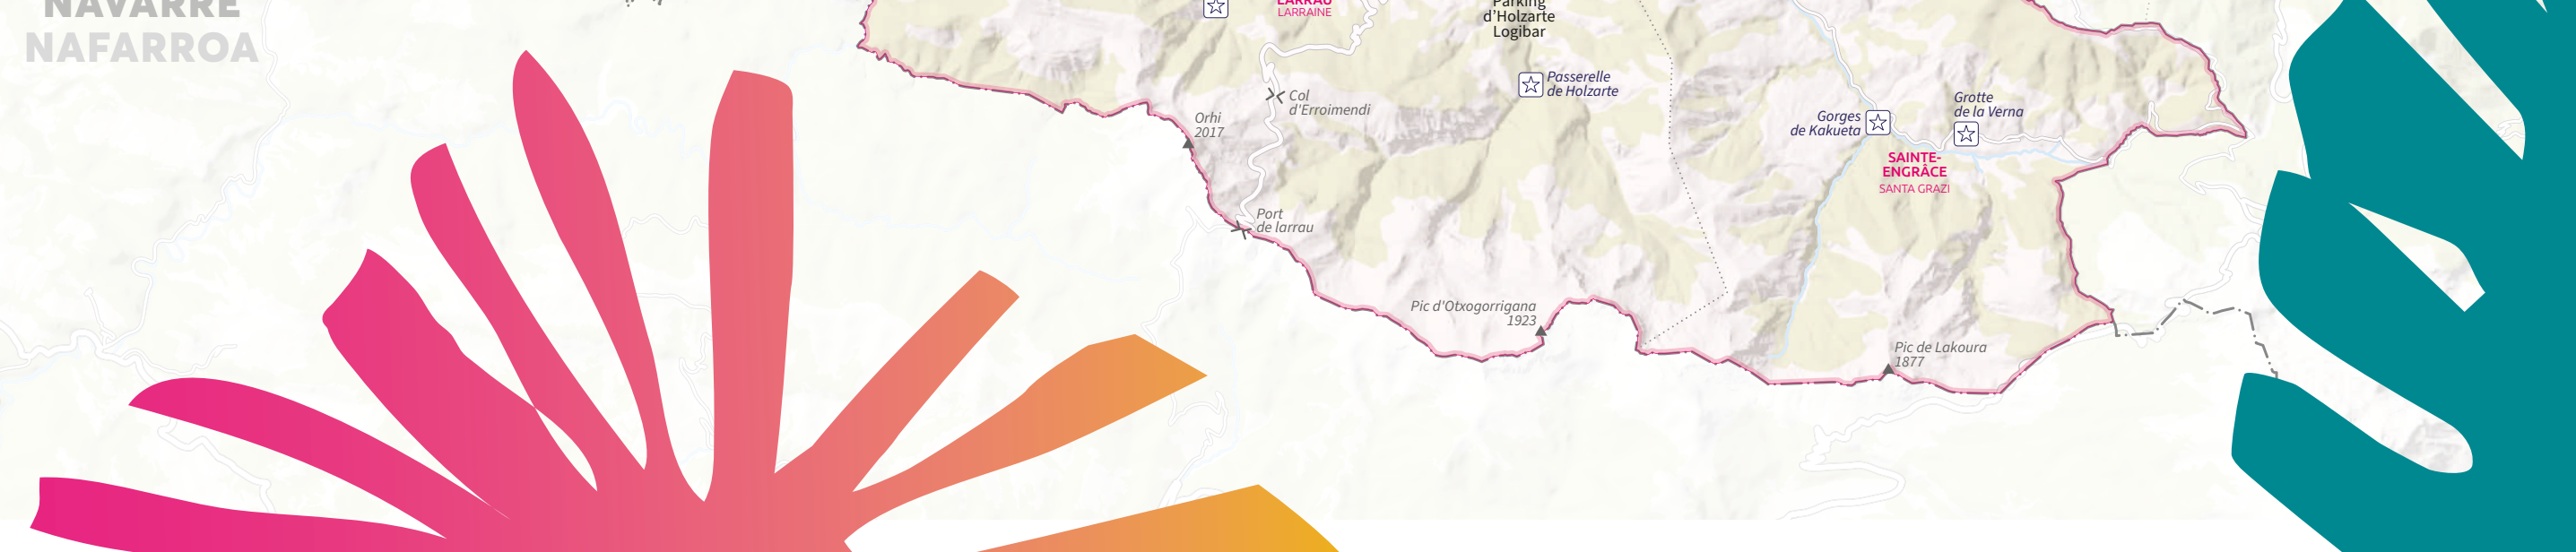 NAVARRE
NAFARROA
LARRAU
LARRAINE
Parking
d'Holzarte
Logibar
Passerelle
de Holzarte
Col
d'Erroimendi
Orhi
2017
Port
de larrau
Gorges
de Kakueta
Grotte
de la Verna
SAINTE-
ENGRÂCE
SANTA GRAZI
Pic d'Otxogorrigana
1923
Pic de Lakoura
1877